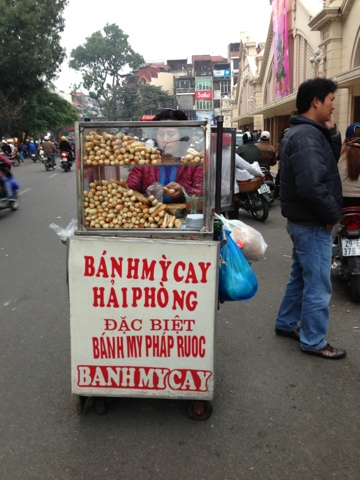 BÁNH MỲ CAY
HẢI PHÒNG
ĐẶC BIỆT
BÁNH MY PHÁP RUOC
BANH MY CAY